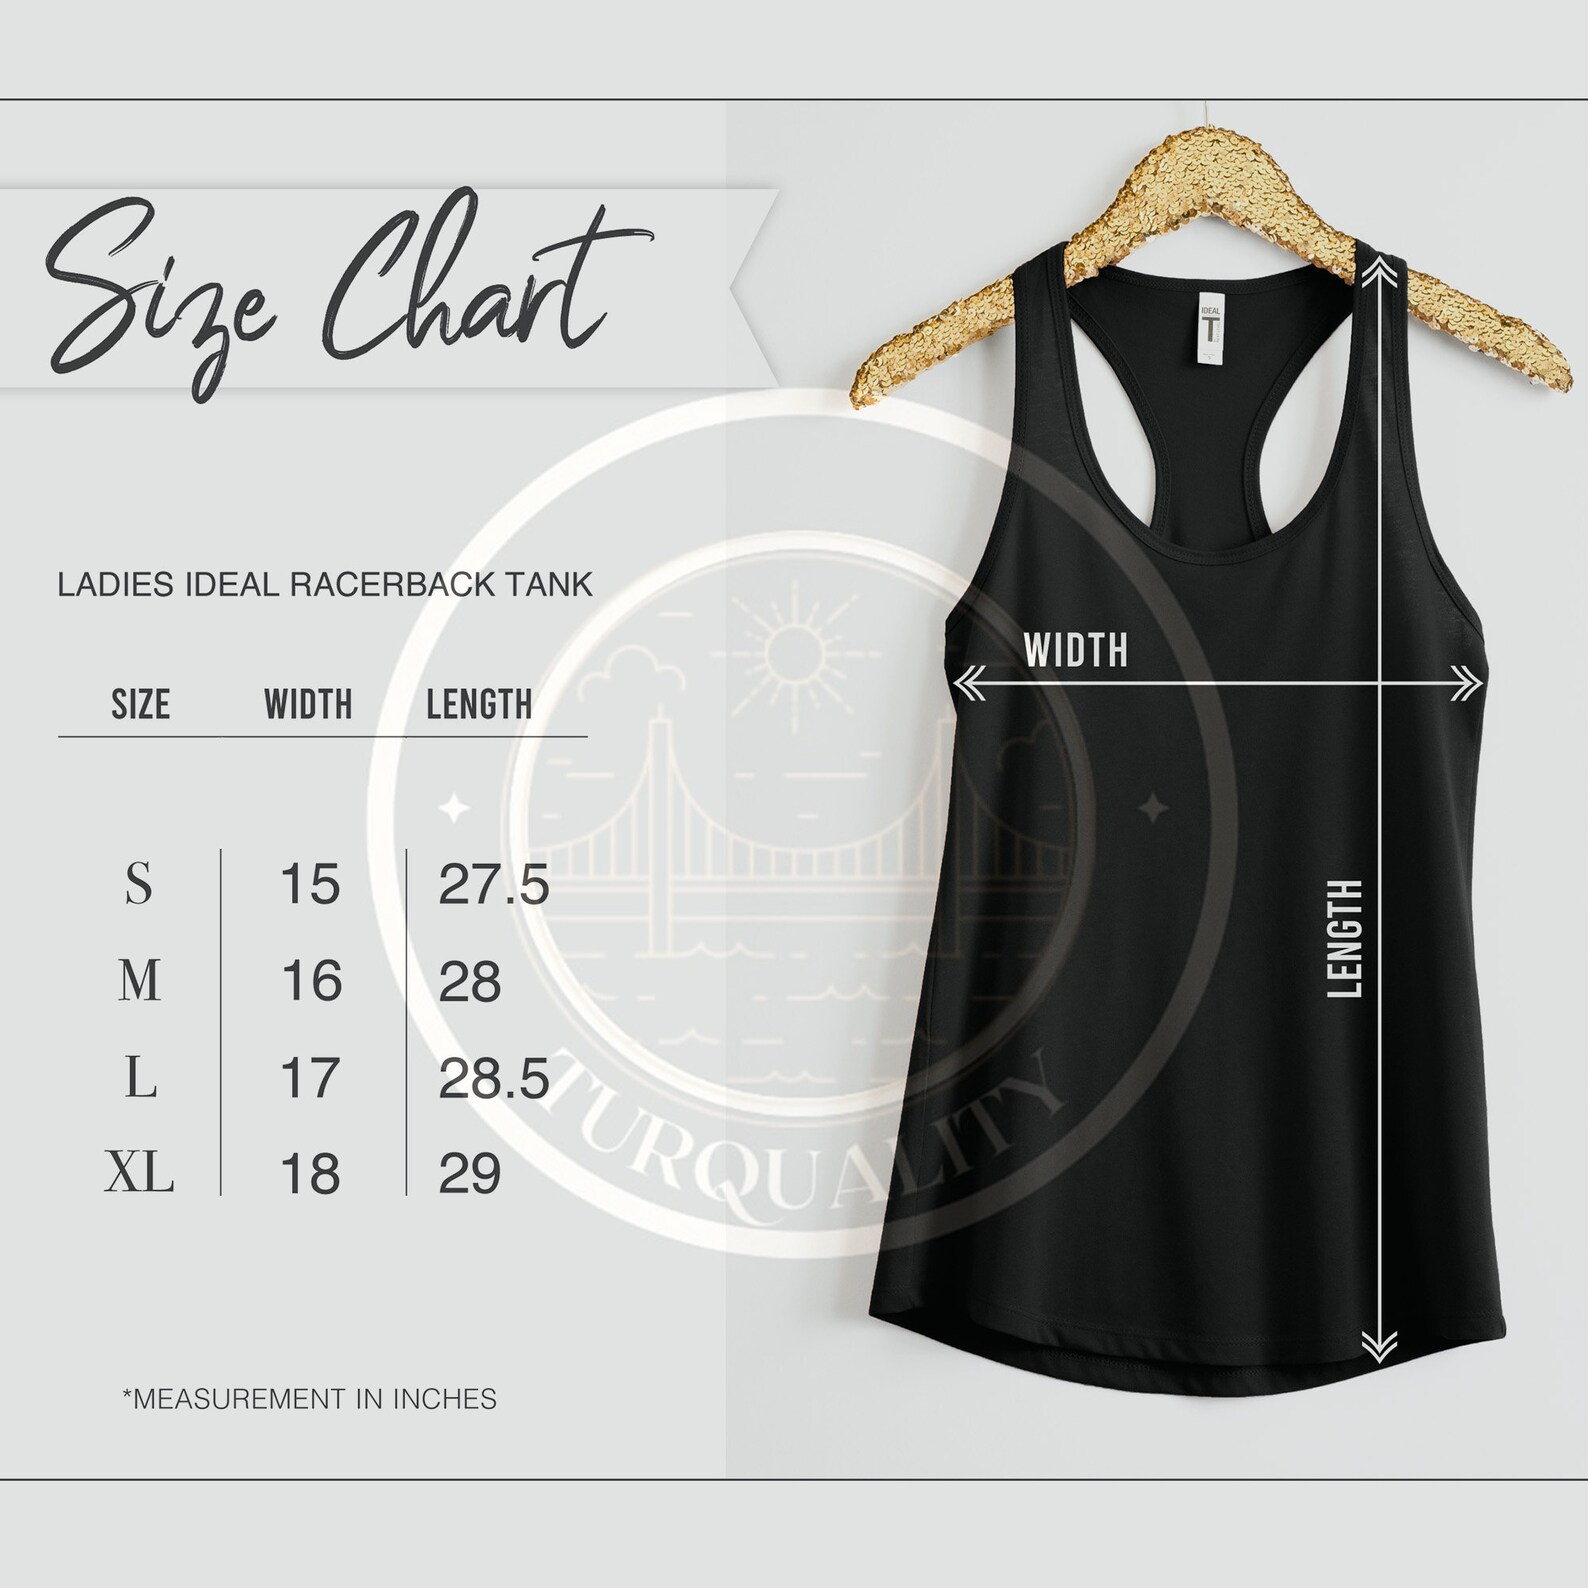 Size Chart
LADIES IDEAL RACERBACK TANK
SIZE WIDTH LENGTH
S 15 27.5
M 16 28
L 17 28.5
XL 18 29
*MEASUREMENT IN INCHES
IDEAL
T
WIDTH
LENGTH
TURQUALITY